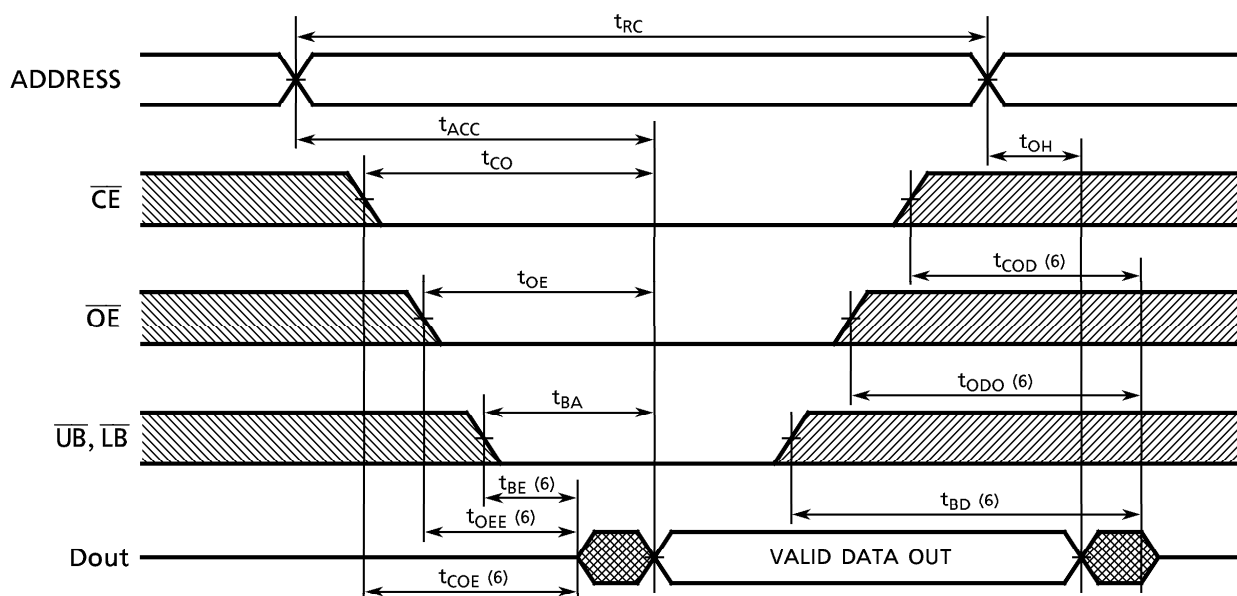 tRC
ADDRESS
tACC
tOH
tCO
CE
tCOD (6)
tOE
OE
tODO (6)
tBA
UB, LB
tBE (6)
tBD (6)
tOEE (6)
Dout
VALID DATA OUT
tCOE (6)